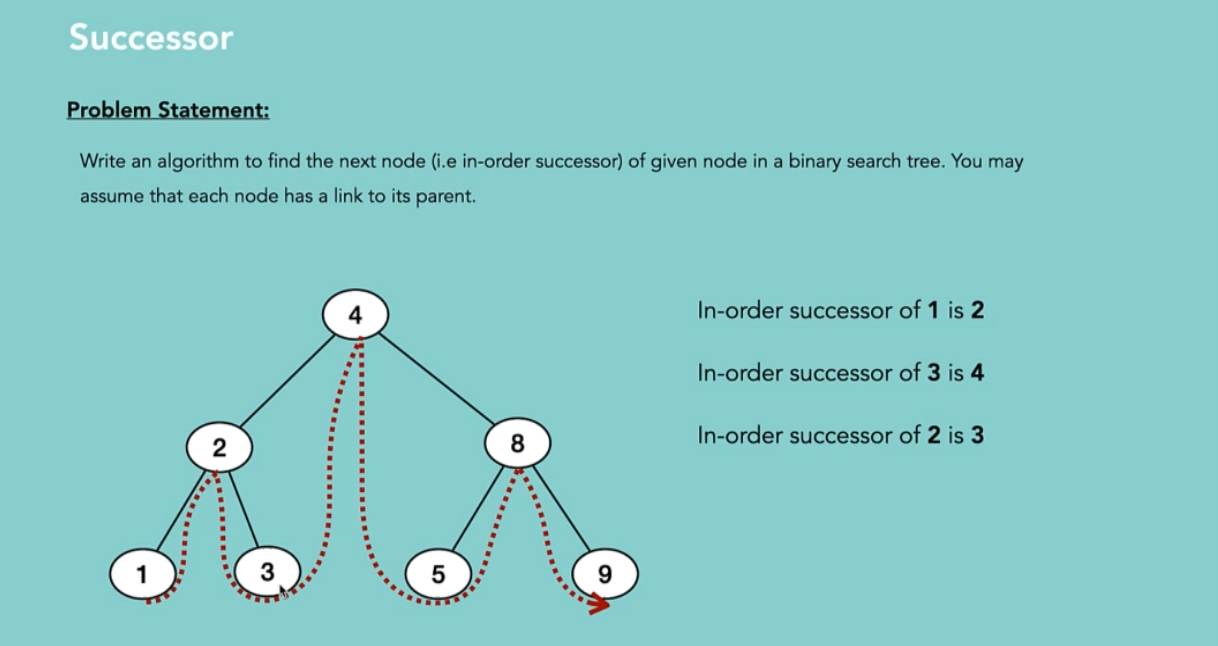 Successor
Problem Statement:
Write an algorithm to find the next node (i.e in-order successor) of given node in a binary search tree. You may
assume that each node has a link to its parent.
4
In-order successor of 1 is 2
In-order successor of 3 is 4
In-order successor of 2 is 3
2
8
1
3
5
9